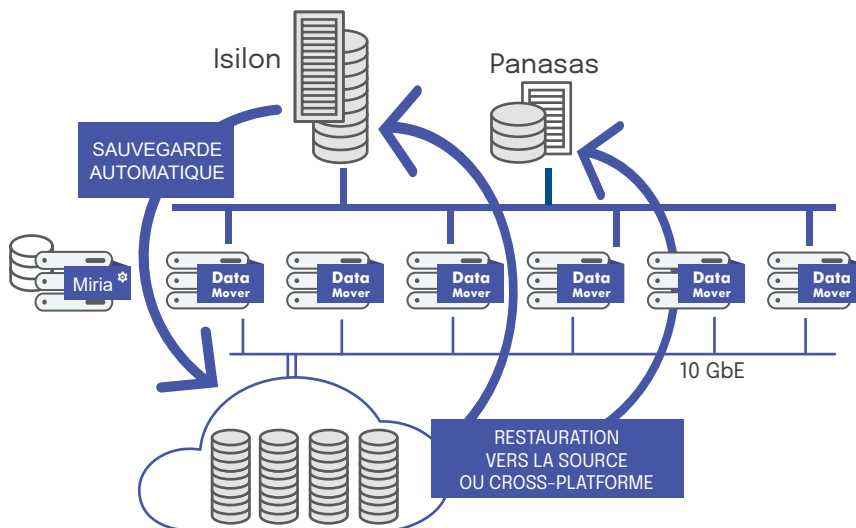 Isilon
Panasas
SAUVEGARDE
AUTOMATIQUE
Miria
Data
Mover
Data
Mover
Data
Mover
Data
Mover
Data
Mover
Data
Mover
10 GbE
RESTAURATION
VERS LA SOURCE
OU CROSS-PLATFORME